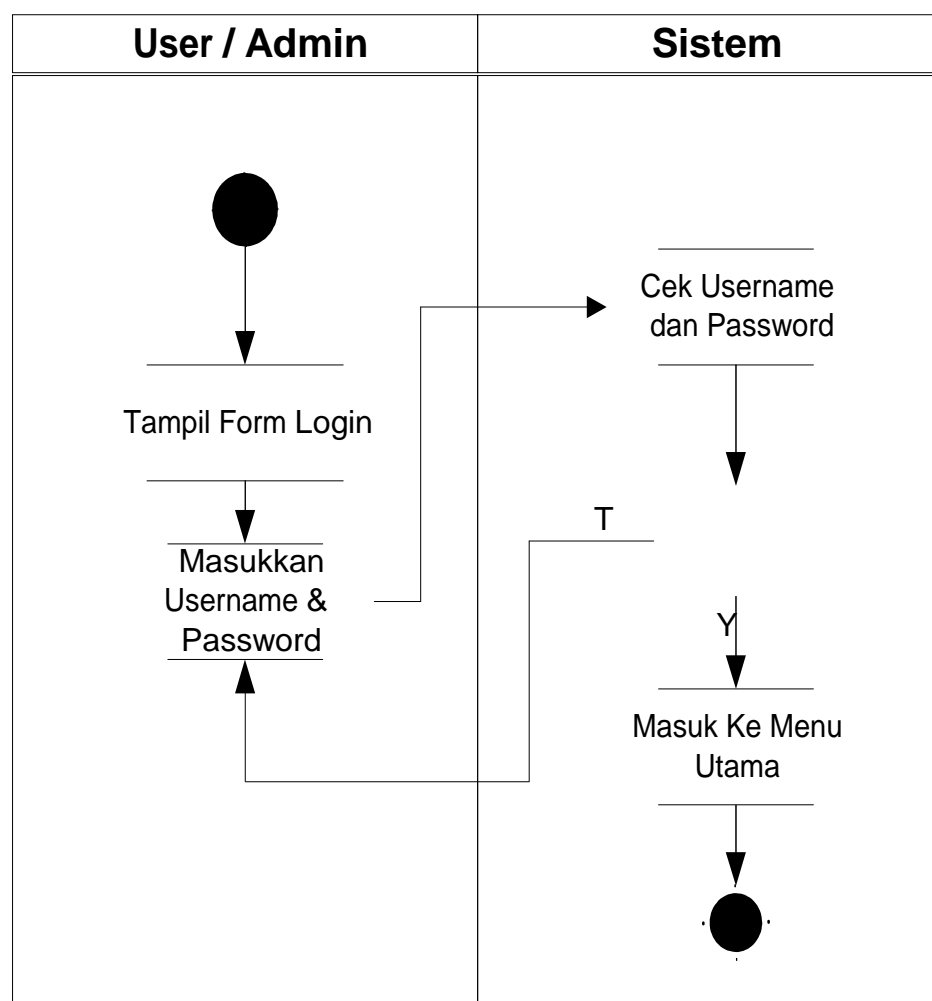 User / Admin
Sistem
Cek Username
dan Password
Tampil Form Login
T
Masukkan
Username &
Password
Y
Masuk Ke Menu
Utama